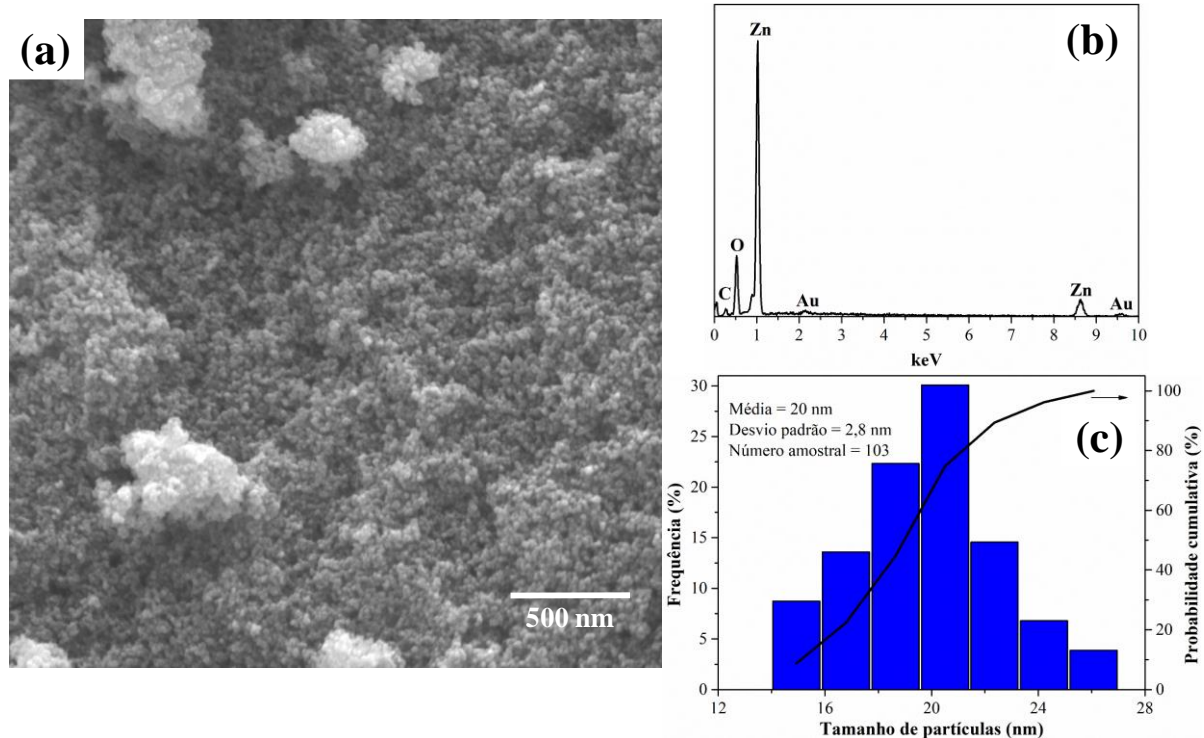 (a)
500 nm
(b)
Zn
O
C
Au
Zn
Au
0 1 2 3 4 5 6 7 8 9 10
keV
(c)
Média = 20 nm
Desvio padrão = 2,8 nm
Número amostral = 103
Frequência (%)
30
25
20
15
10
5
0
12 16 20 24 28
Tamanho de partículas (nm)
100
80
60
40
20
0
Probabilidade cumulativa (%)